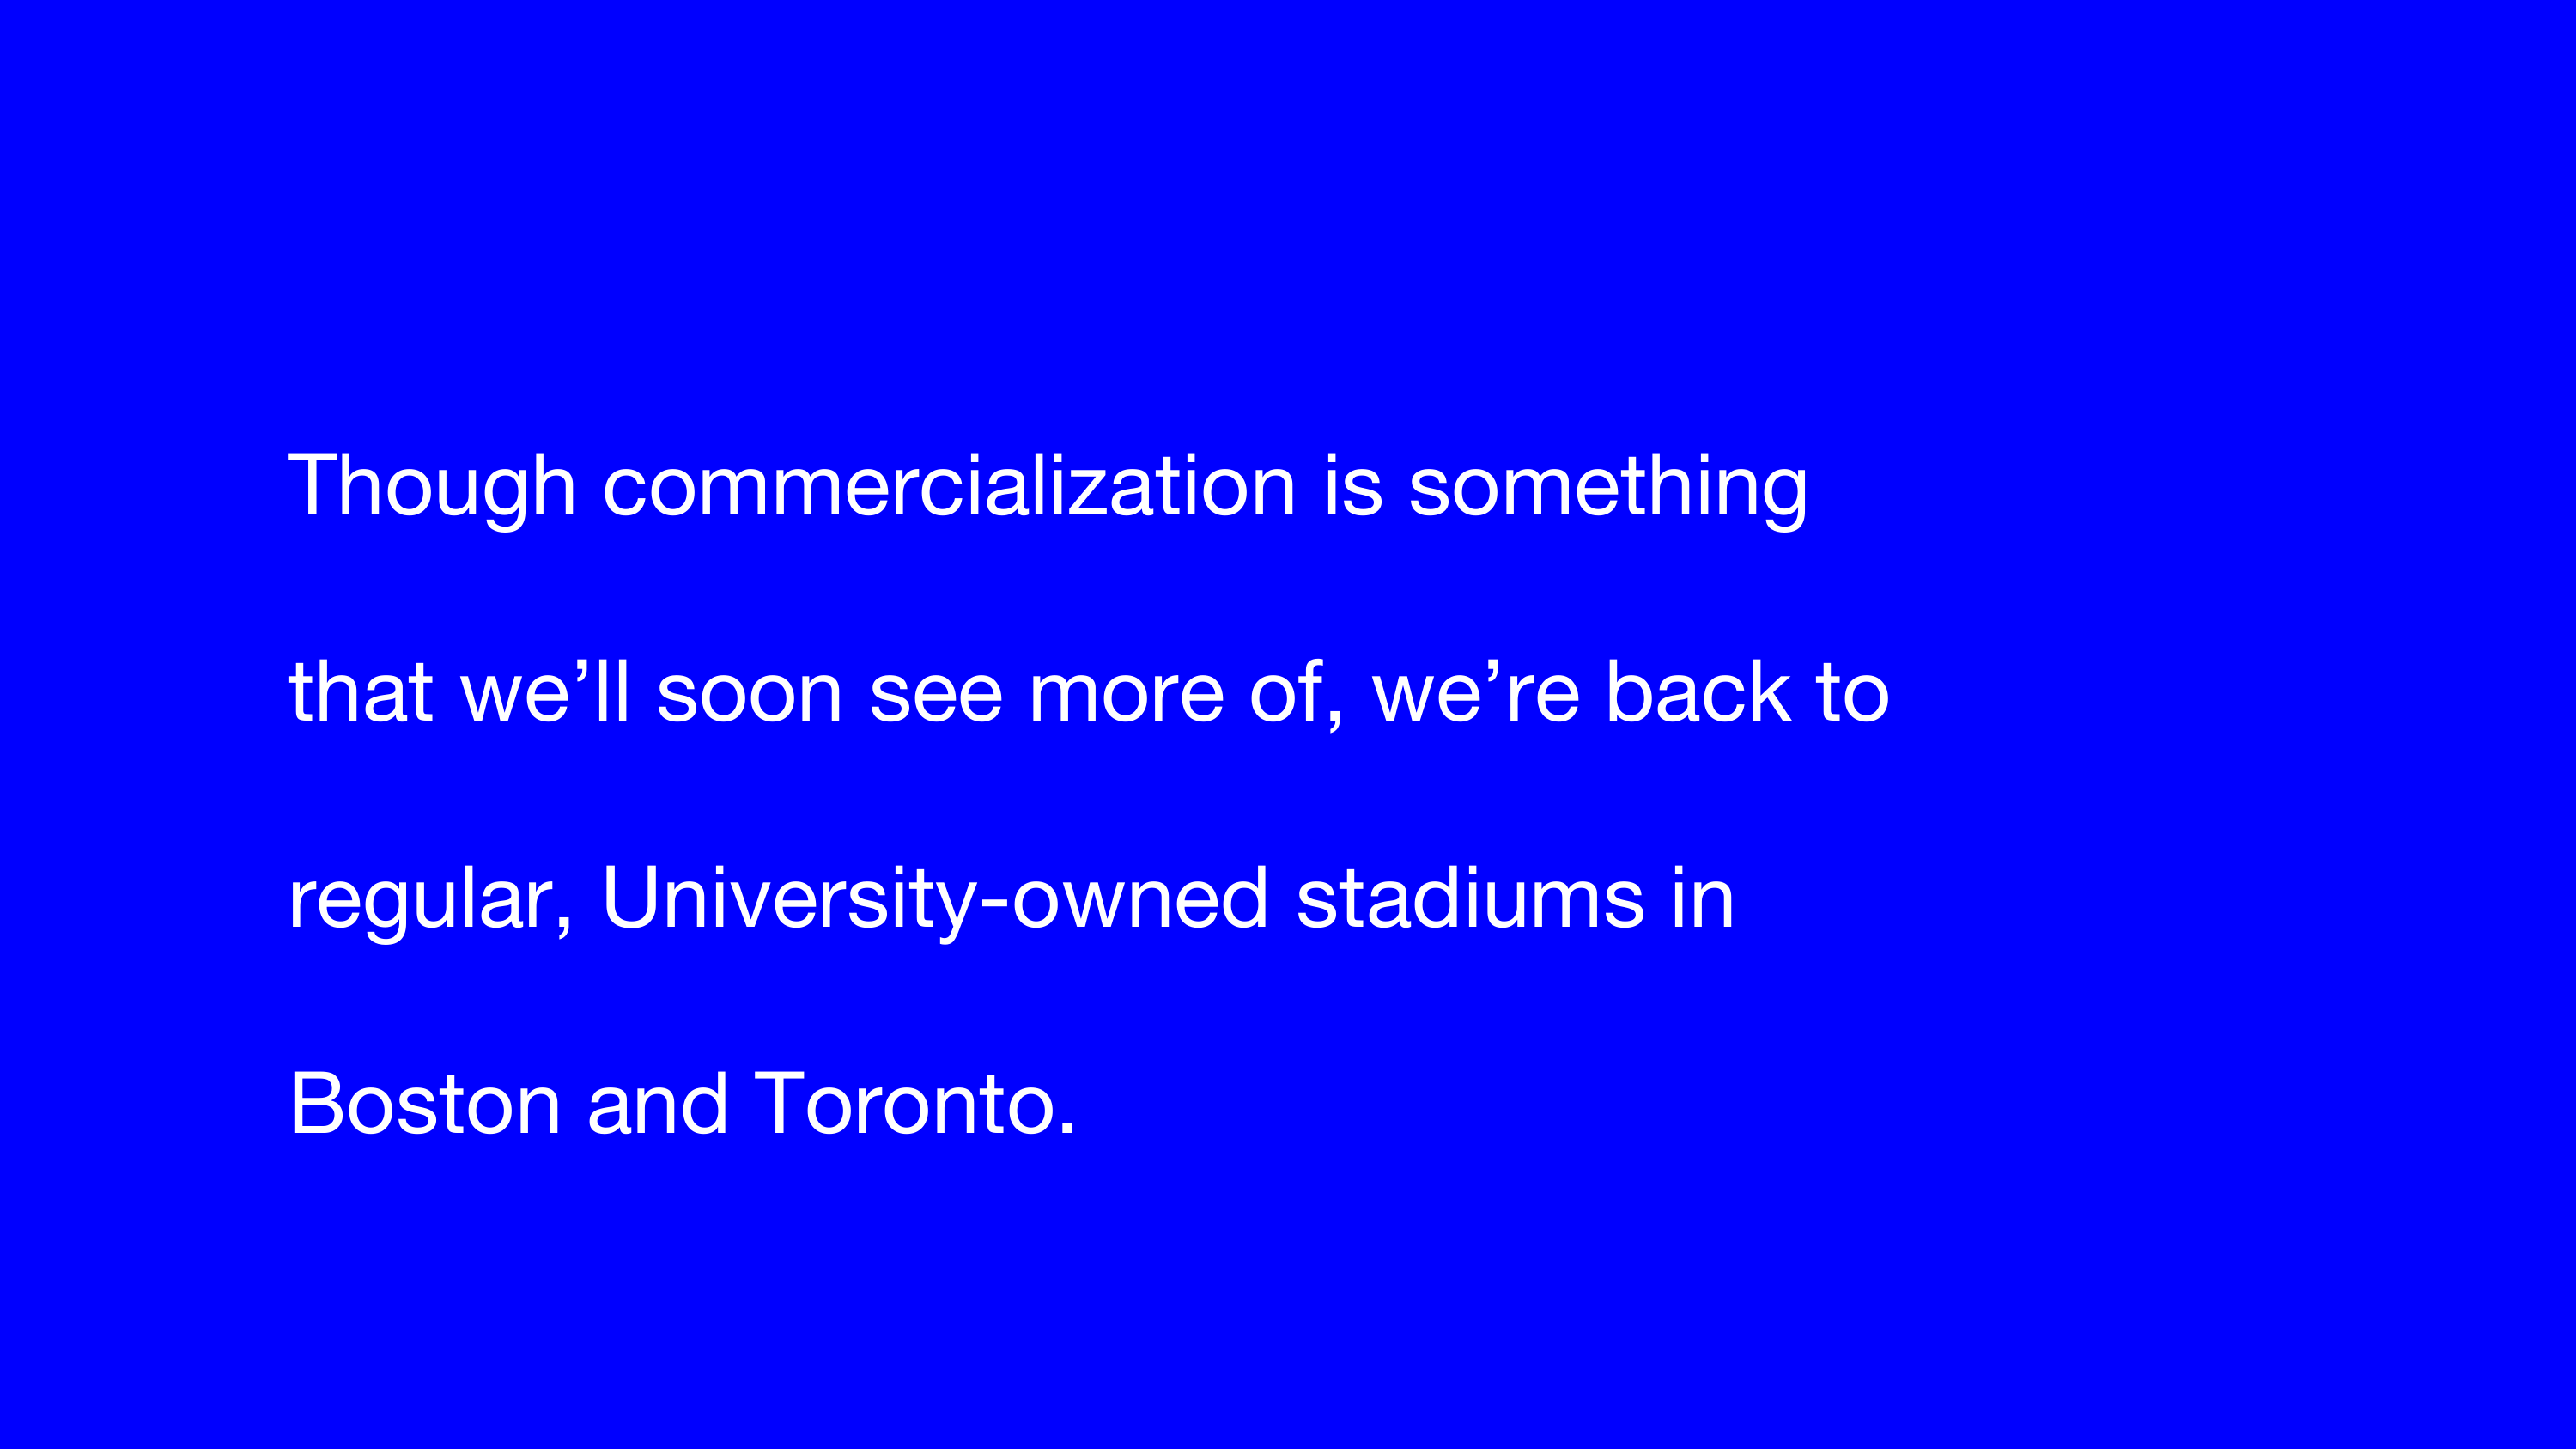 Though commercialization is something
that we’ll soon see more of, we’re back to
regular, University-owned stadiums in
Boston and Toronto.